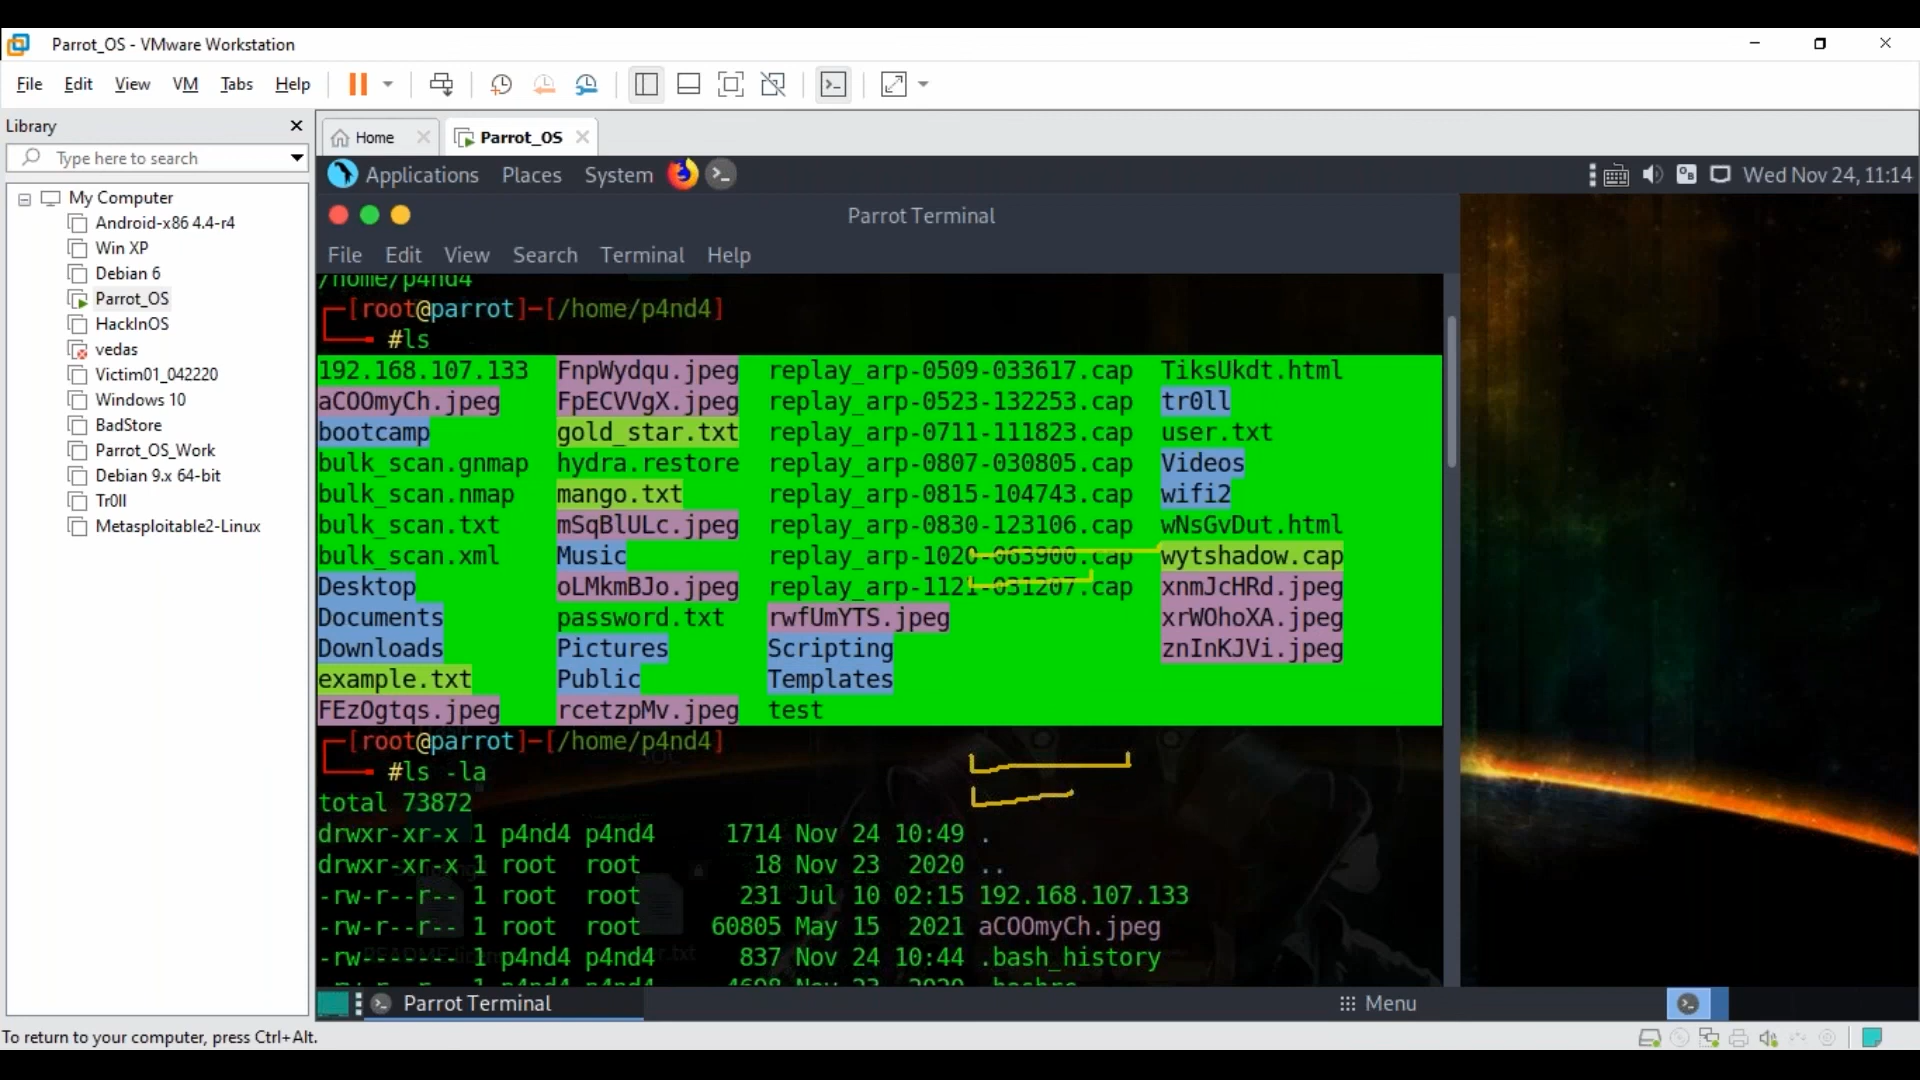 Parrot_OS - VMware Workstation
File Edit View VM Tabs Help
Library
Type here to search
My Computer
Android-x86 4.4-r4
Win XP
Debian 6
Parrot_OS
HackInOS
vedas
Victim01_042220
Windows 10
BadStore
Parrot_OS_Work
Debian 9.x 64-bit
Tr0ll
Metasploitable2-Linux
Home Parrot_OS
Applications Places System Wed Nov 24, 11:14
Parrot Terminal
File Edit View Search Terminal Help
/home/p4nd4
[root@parrot]-[/home/p4nd4]
#ls
192.168.107.133 FnpWydqu.jpeg replay_arp-0509-033617.cap TiksUkdt.html
aCOOmyCh.jpeg FpECVVgX.jpeg replay_arp-0523-132253.cap tr0ll
bootcamp gold_star.txt replay_arp-0711-111823.cap user.txt
bulk_scan.gnmap hydra.restore replay_arp-0807-030805.cap Videos
bulk_scan.nmap mango.txt replay_arp-0815-104743.cap wifi2
bulk_scan.txt mSqBlULc.jpeg replay_arp-0830-123106.cap wNsGvDut.html
bulk_scan.xml Music replay_arp-1020-063900.cap wytshadow.cap
Desktop oLMkmBJo.jpeg replay_arp-1121-031207.cap xnmJcHRd.jpeg
Documents password.txt rwfUmYTS.jpeg xrWOhoXA.jpeg
Downloads Pictures Scripting znInKJVi.jpeg
example.txt Public Templates
FEzOgtqs.jpeg rcetzpMv.jpeg test
[root@parrot]-[/home/p4nd4]
#ls -la
total 73872
drwxr-xr-x 1 p4nd4 p4nd4 1714 Nov 24 10:49 .
drwxr-xr-x 1 root root 18 Nov 23 2020 ..
-rw-r--r-- 1 root root 231 Jul 10 02:15 192.168.107.133
-rw-r--r-- 1 root root 60805 May 15 2021 aCOOmyCh.jpeg
-rw------- 1 p4nd4 p4nd4 837 Nov 24 10:44 .bash_history
Parrot Terminal Menu
To return to your computer, press Ctrl+Alt.